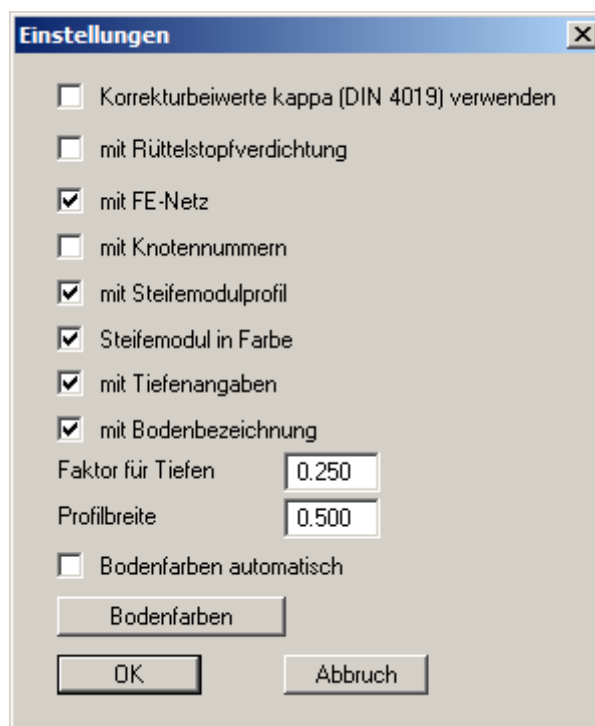 Einstellungen
Korrekturbeiwerte kappa (DIN 4019) verwenden
mit Rüttelstopfverdichtung
mit FE-Netz
mit Knotennummern
mit Steifemodulprofil
Steifemodul in Farbe
mit Tiefenangaben
mit Bodenbezeichnung
Faktor für Tiefen 0.250
Profilbreite 0.500
Bodenfarben automatisch
Bodenfarben
OK Abbruch